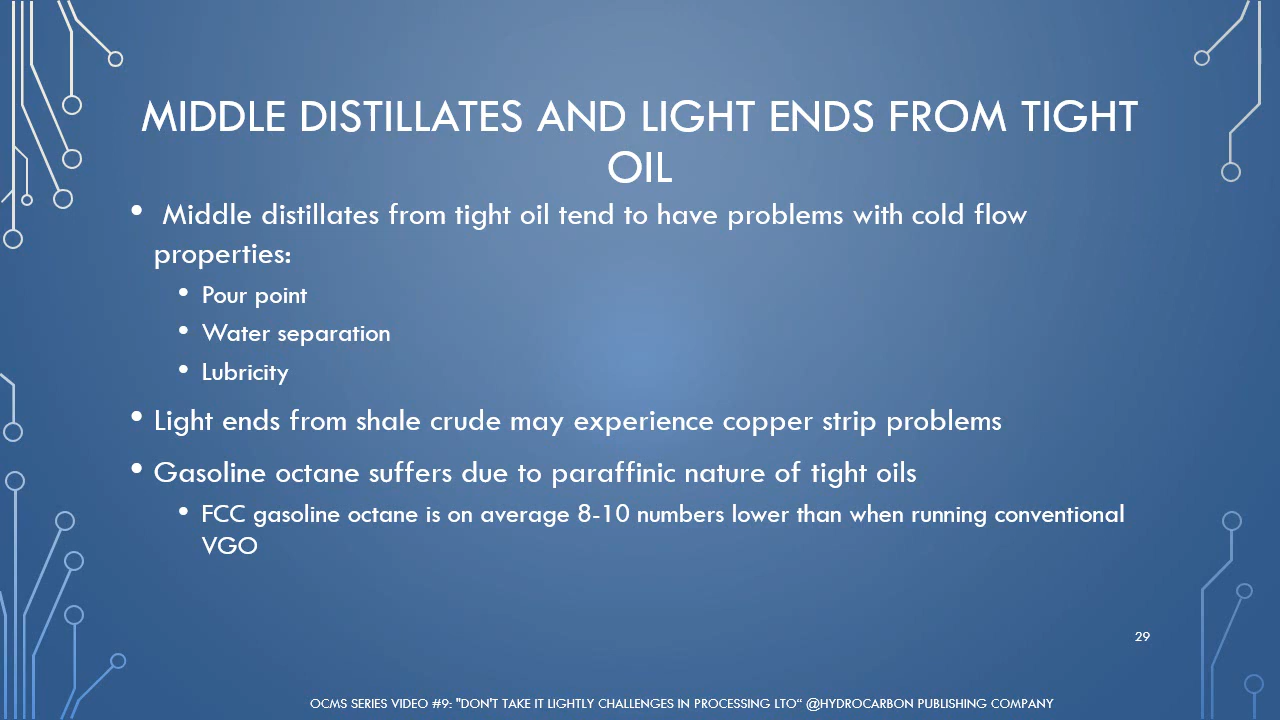 MIDDLE DISTILLATES AND LIGHT ENDS FROM TIGHT
OIL
• Middle distillates from tight oil tend to have problems with cold flow
properties:
• Pour point
• Water separation
• Lubricity
• Light ends from shale crude may experience copper strip problems
• Gasoline octane suffers due to paraffinic nature of tight oils
• FCC gasoline octane is on average 8-10 numbers lower than when running conventional
VGO
29
OCMS SERIES VIDEO #9: "DON'T TAKE IT LIGHTLY CHALLENGES IN PROCESSING LTO“ @HYDROCARBON PUBLISHING COMPANY